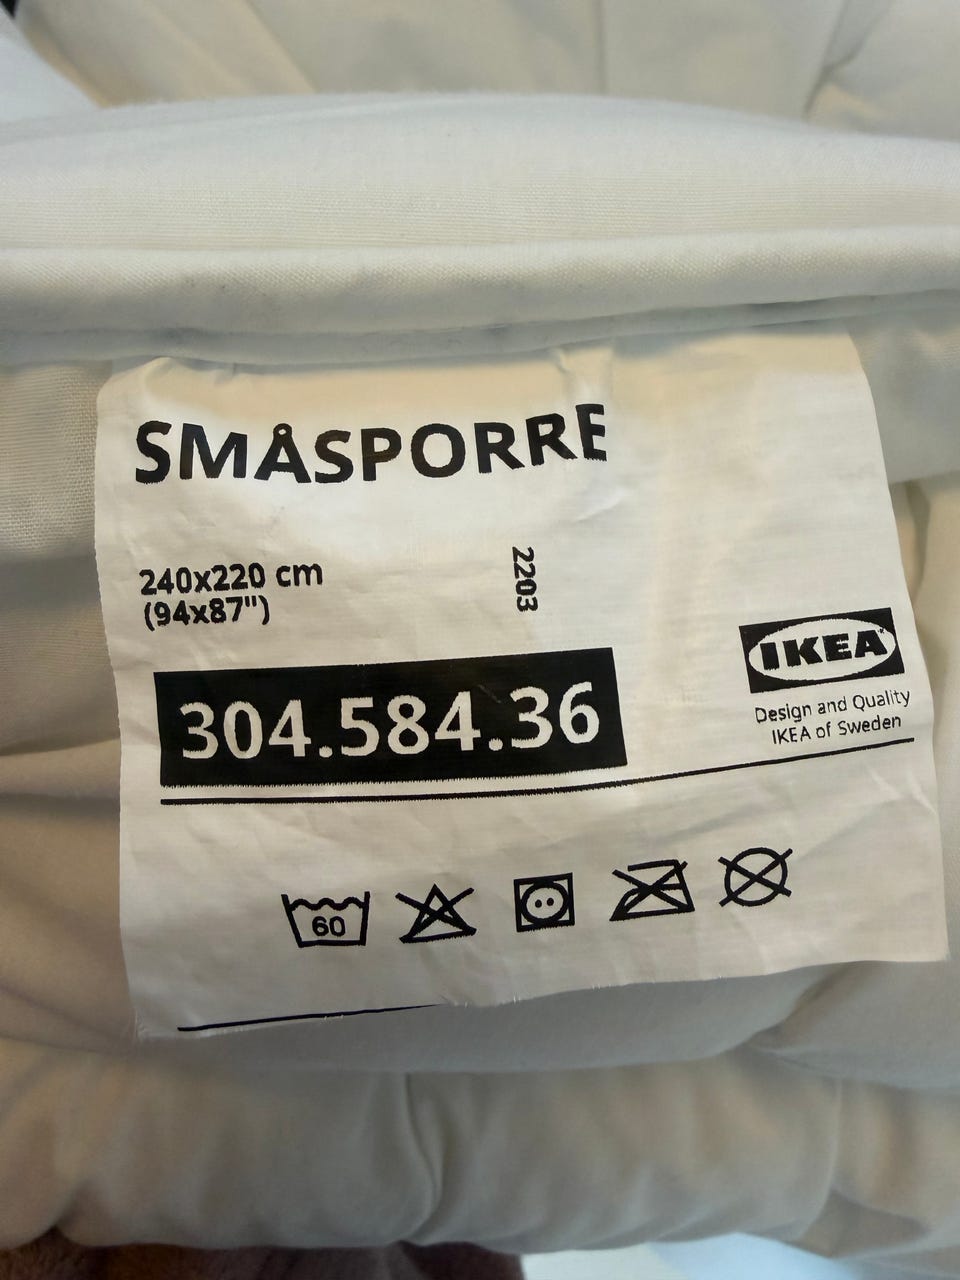 SMÅSPORRE
240x220 cm
(94x87")
2203
304.584.36
IKEA
Design and Quality
IKEA of Sweden
60